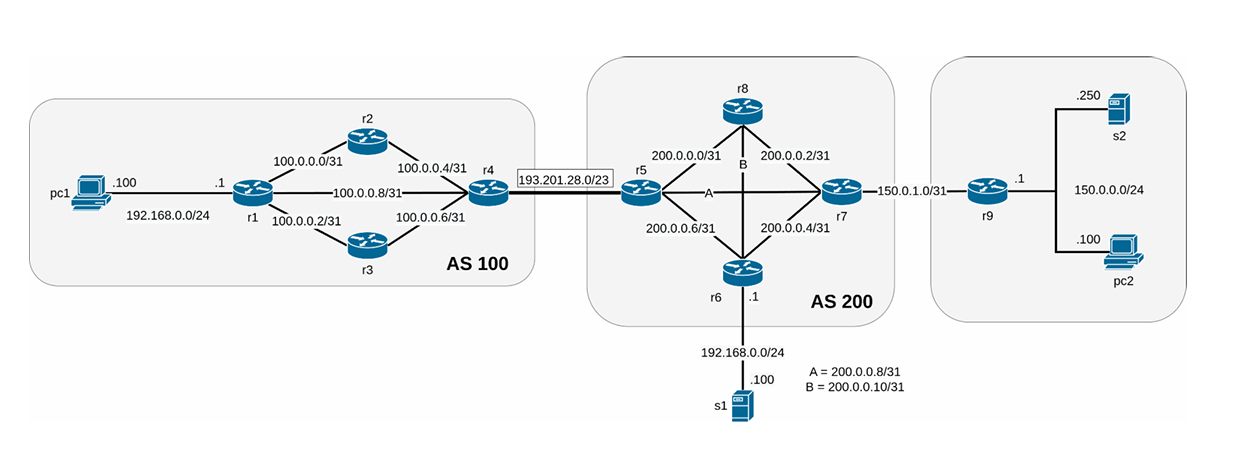 r8
.250
r2
s2
200.0.0.0/31
200.0.0.2/31
100.0.0.0/31
100.0.0.4/31
B
r4
193.201.28.0/23
r5
pc1
.100
.1
100.0.0.8/31
A
150.0.1.0/31
.1
150.0.0.0/24
192.168.0.0/24
r1
100.0.0.2/31
100.0.0.6/31
r7
r9
200.0.0.6/31
200.0.0.4/31
.100
r3
AS 100
pc2
r6
.1
AS 200
192.168.0.0/24
A = 200.0.0.8/31
.100
B = 200.0.0.10/31
s1